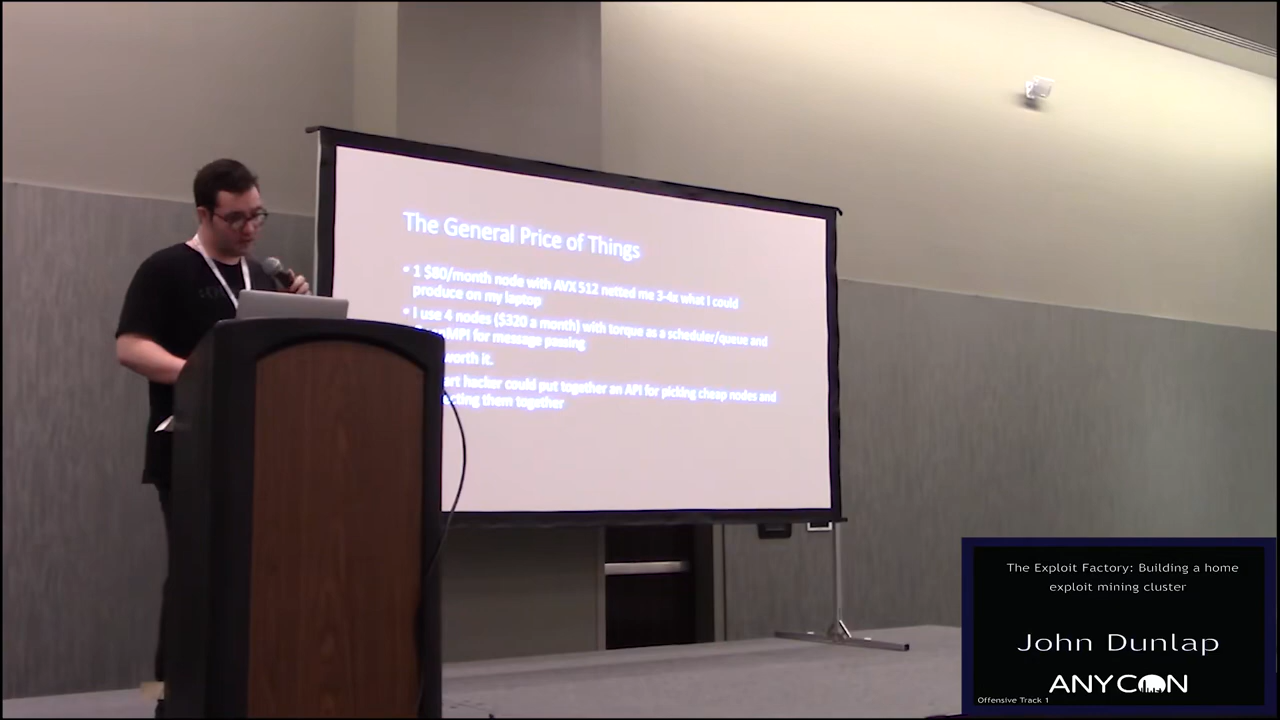 The General Price of Things
• 1 $80/month node with AVX 512 netted me 3-4x what I could
produce on my laptop
• I use 4 nodes ($320 a month) with torque as a scheduler/queue and
MPI for message passing
worth it.
hacker could put together an API for picking cheap nodes and
them together
The Exploit Factory: Building a home
exploit mining cluster
John Dunlap
ANYCON
Offensive Track 1